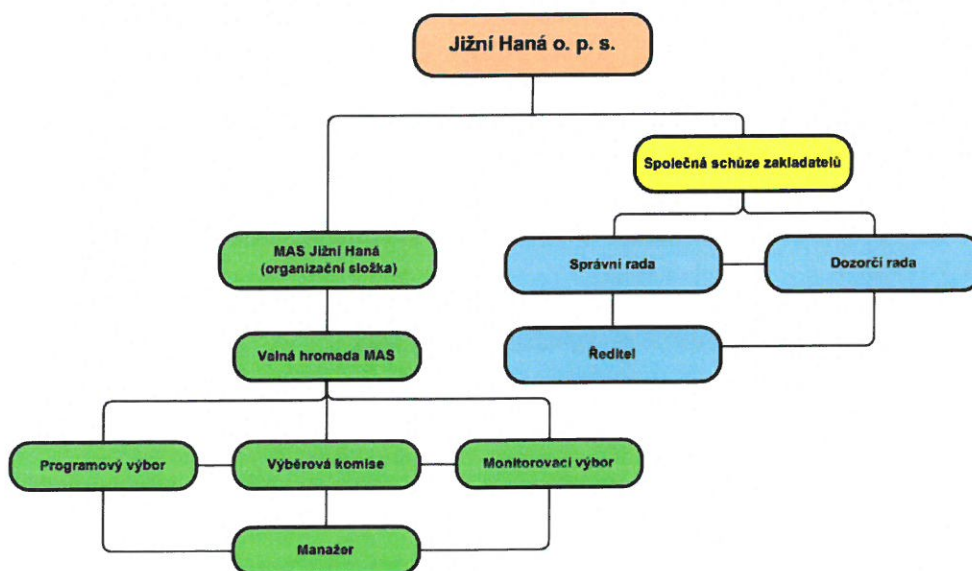 Jižní Haná o. p. s.
Společná schůze zakladatelů
MAS Jižní Haná
(organizační složka)
Správní rada
Dozorčí rada
Valná hromada MAS
Ředitel
Programový výbor
Výběrová komise
Monitorovací výbor
Manažer